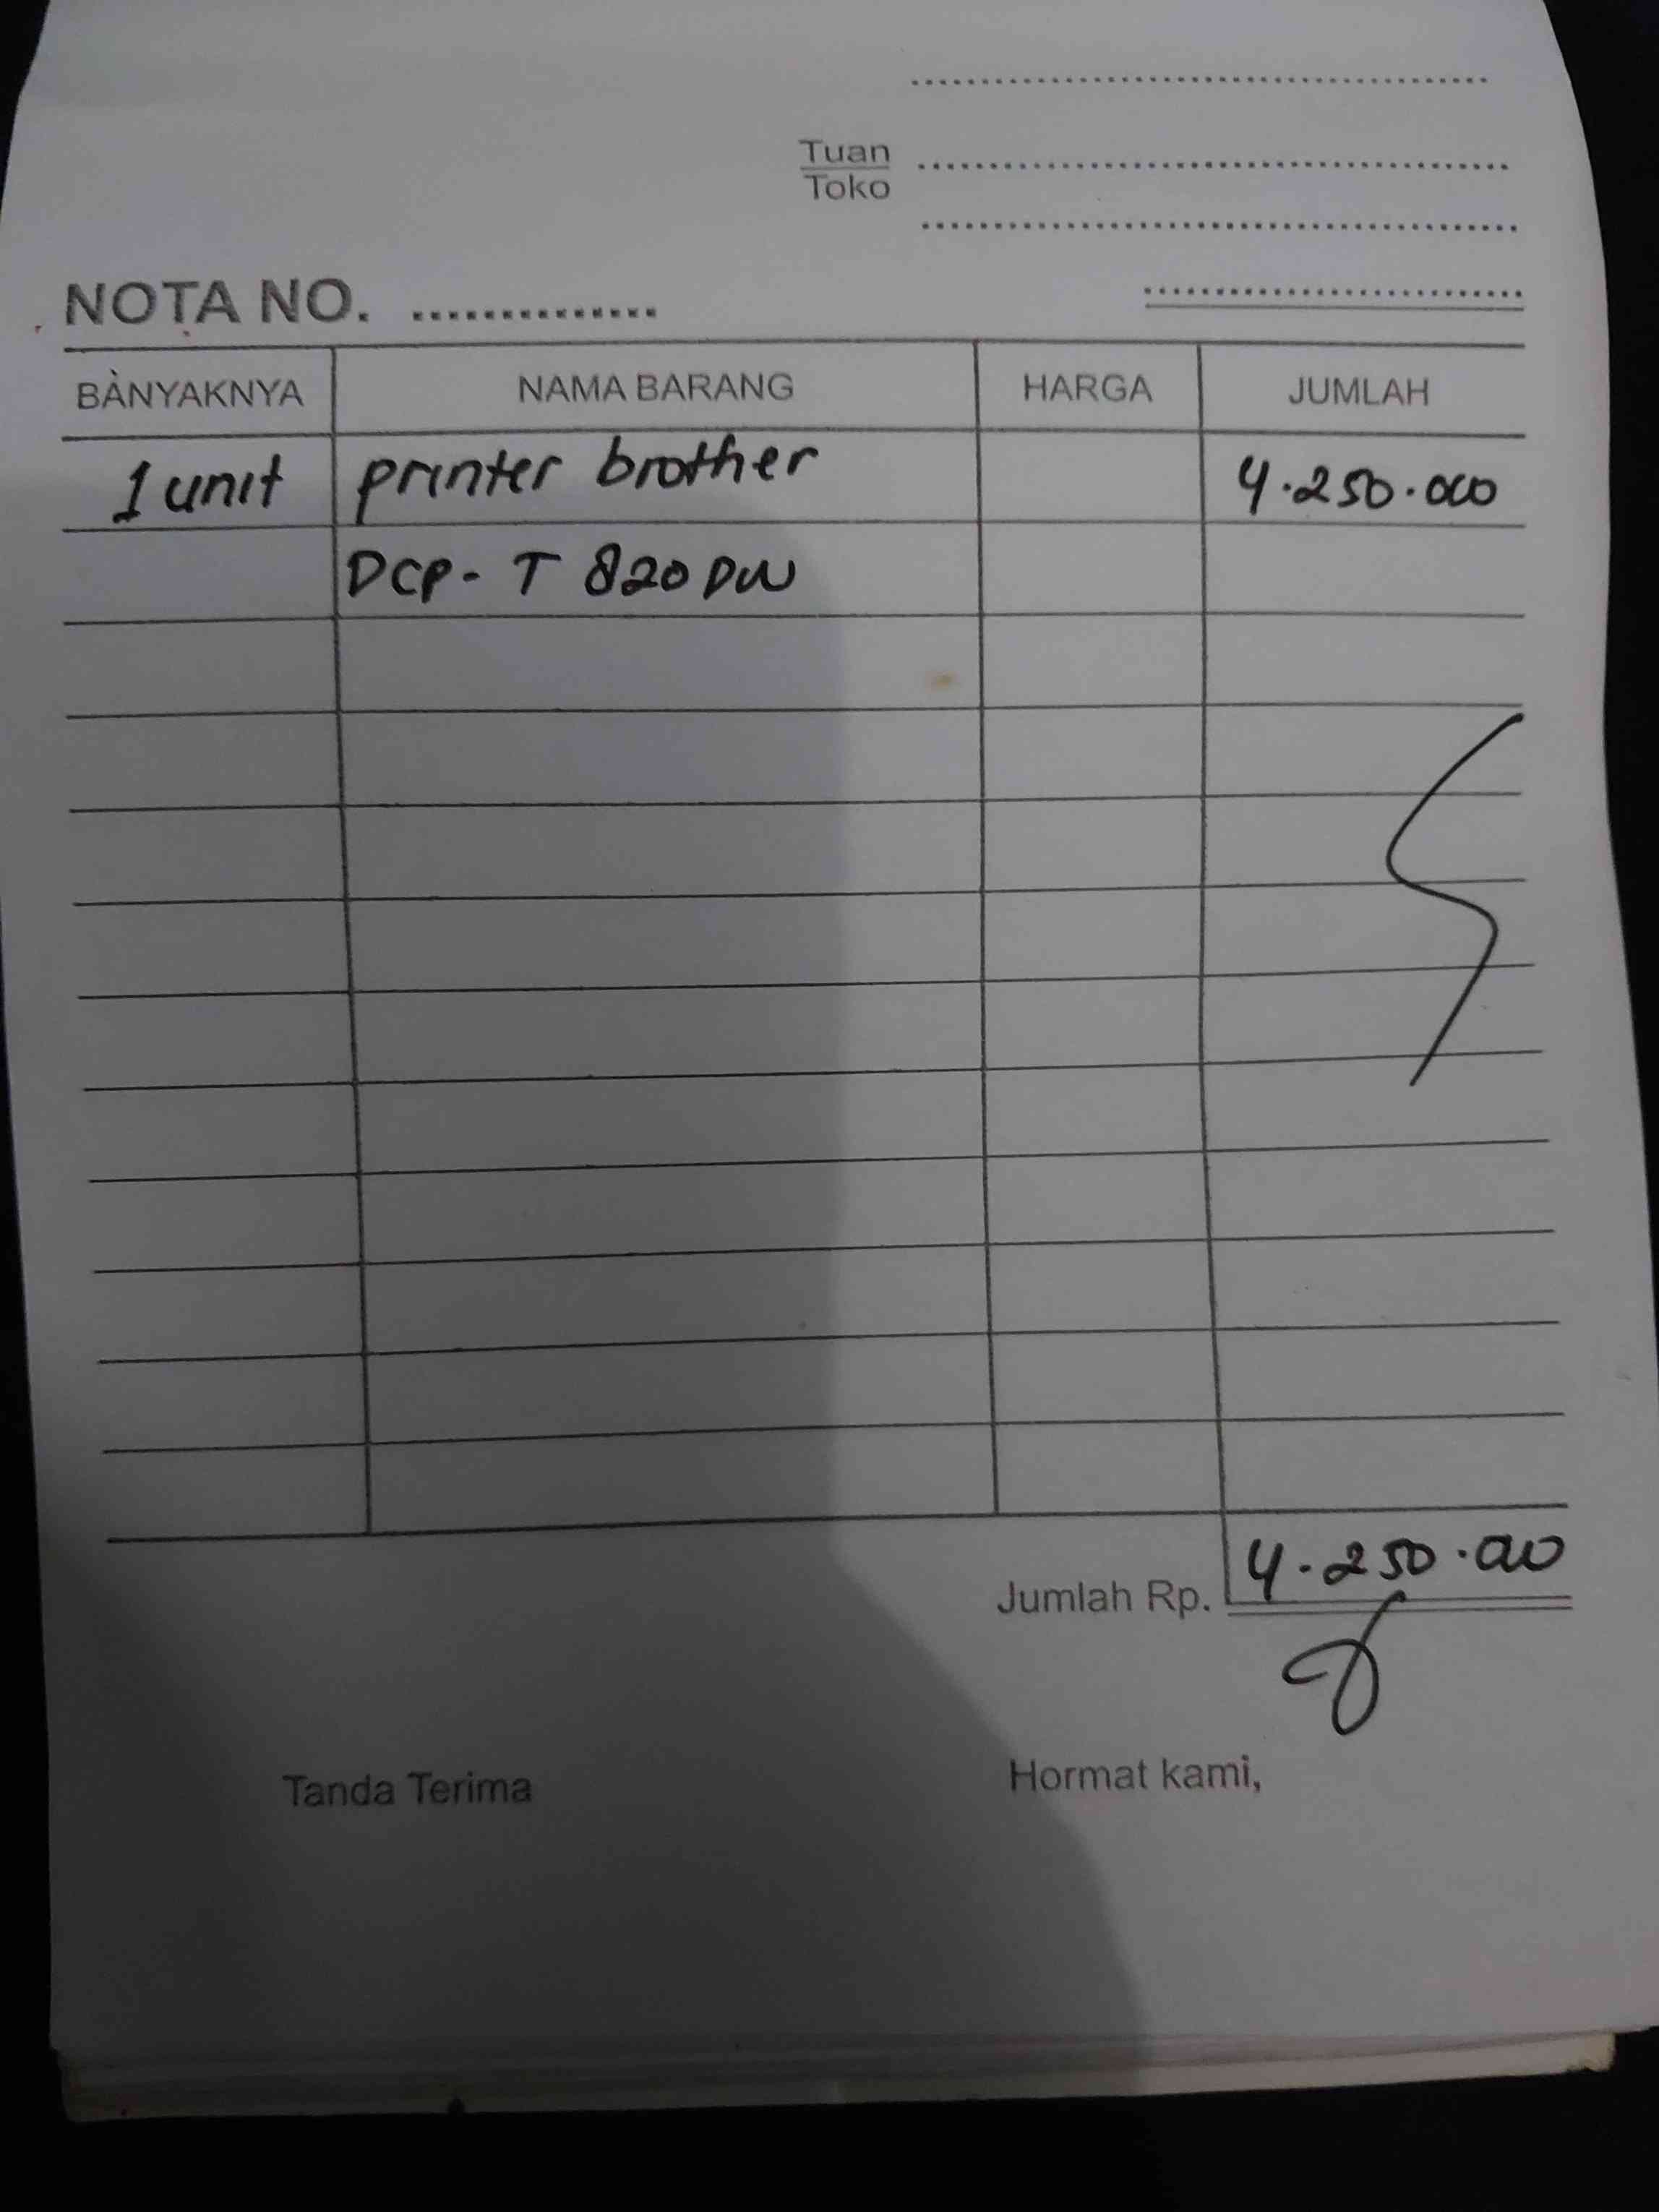 Tuan
Toko
NOTA NO. ..............
BANYAKNYA NAMA BARANG HARGA JUMLAH
1 unit printer brother 4.250.000
DCP- T 820 DW
Jumlah Rp. 4.250.000
Tanda Terima Hormat kami,